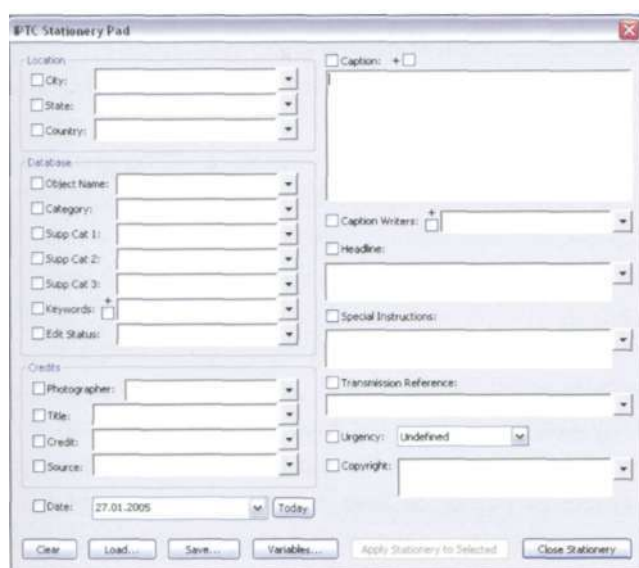 IPTC Stationery Pad
Location
City:
State:
Country:
Database
Object Name:
Category:
Supp Cat 1:
Supp Cat 2:
Supp Cat 3:
Keywords: +
Edit Status:
Credits
Photographer:
Title:
Credit:
Source:
Date: 27.01.2005 Today
Caption: +
Caption Writers: +
Headline:
Special Instructions:
Transmission Reference:
Urgency: Undefined
Copyright:
Clear Load... Save... Variables... Apply Stationery to Selected Close Stationery